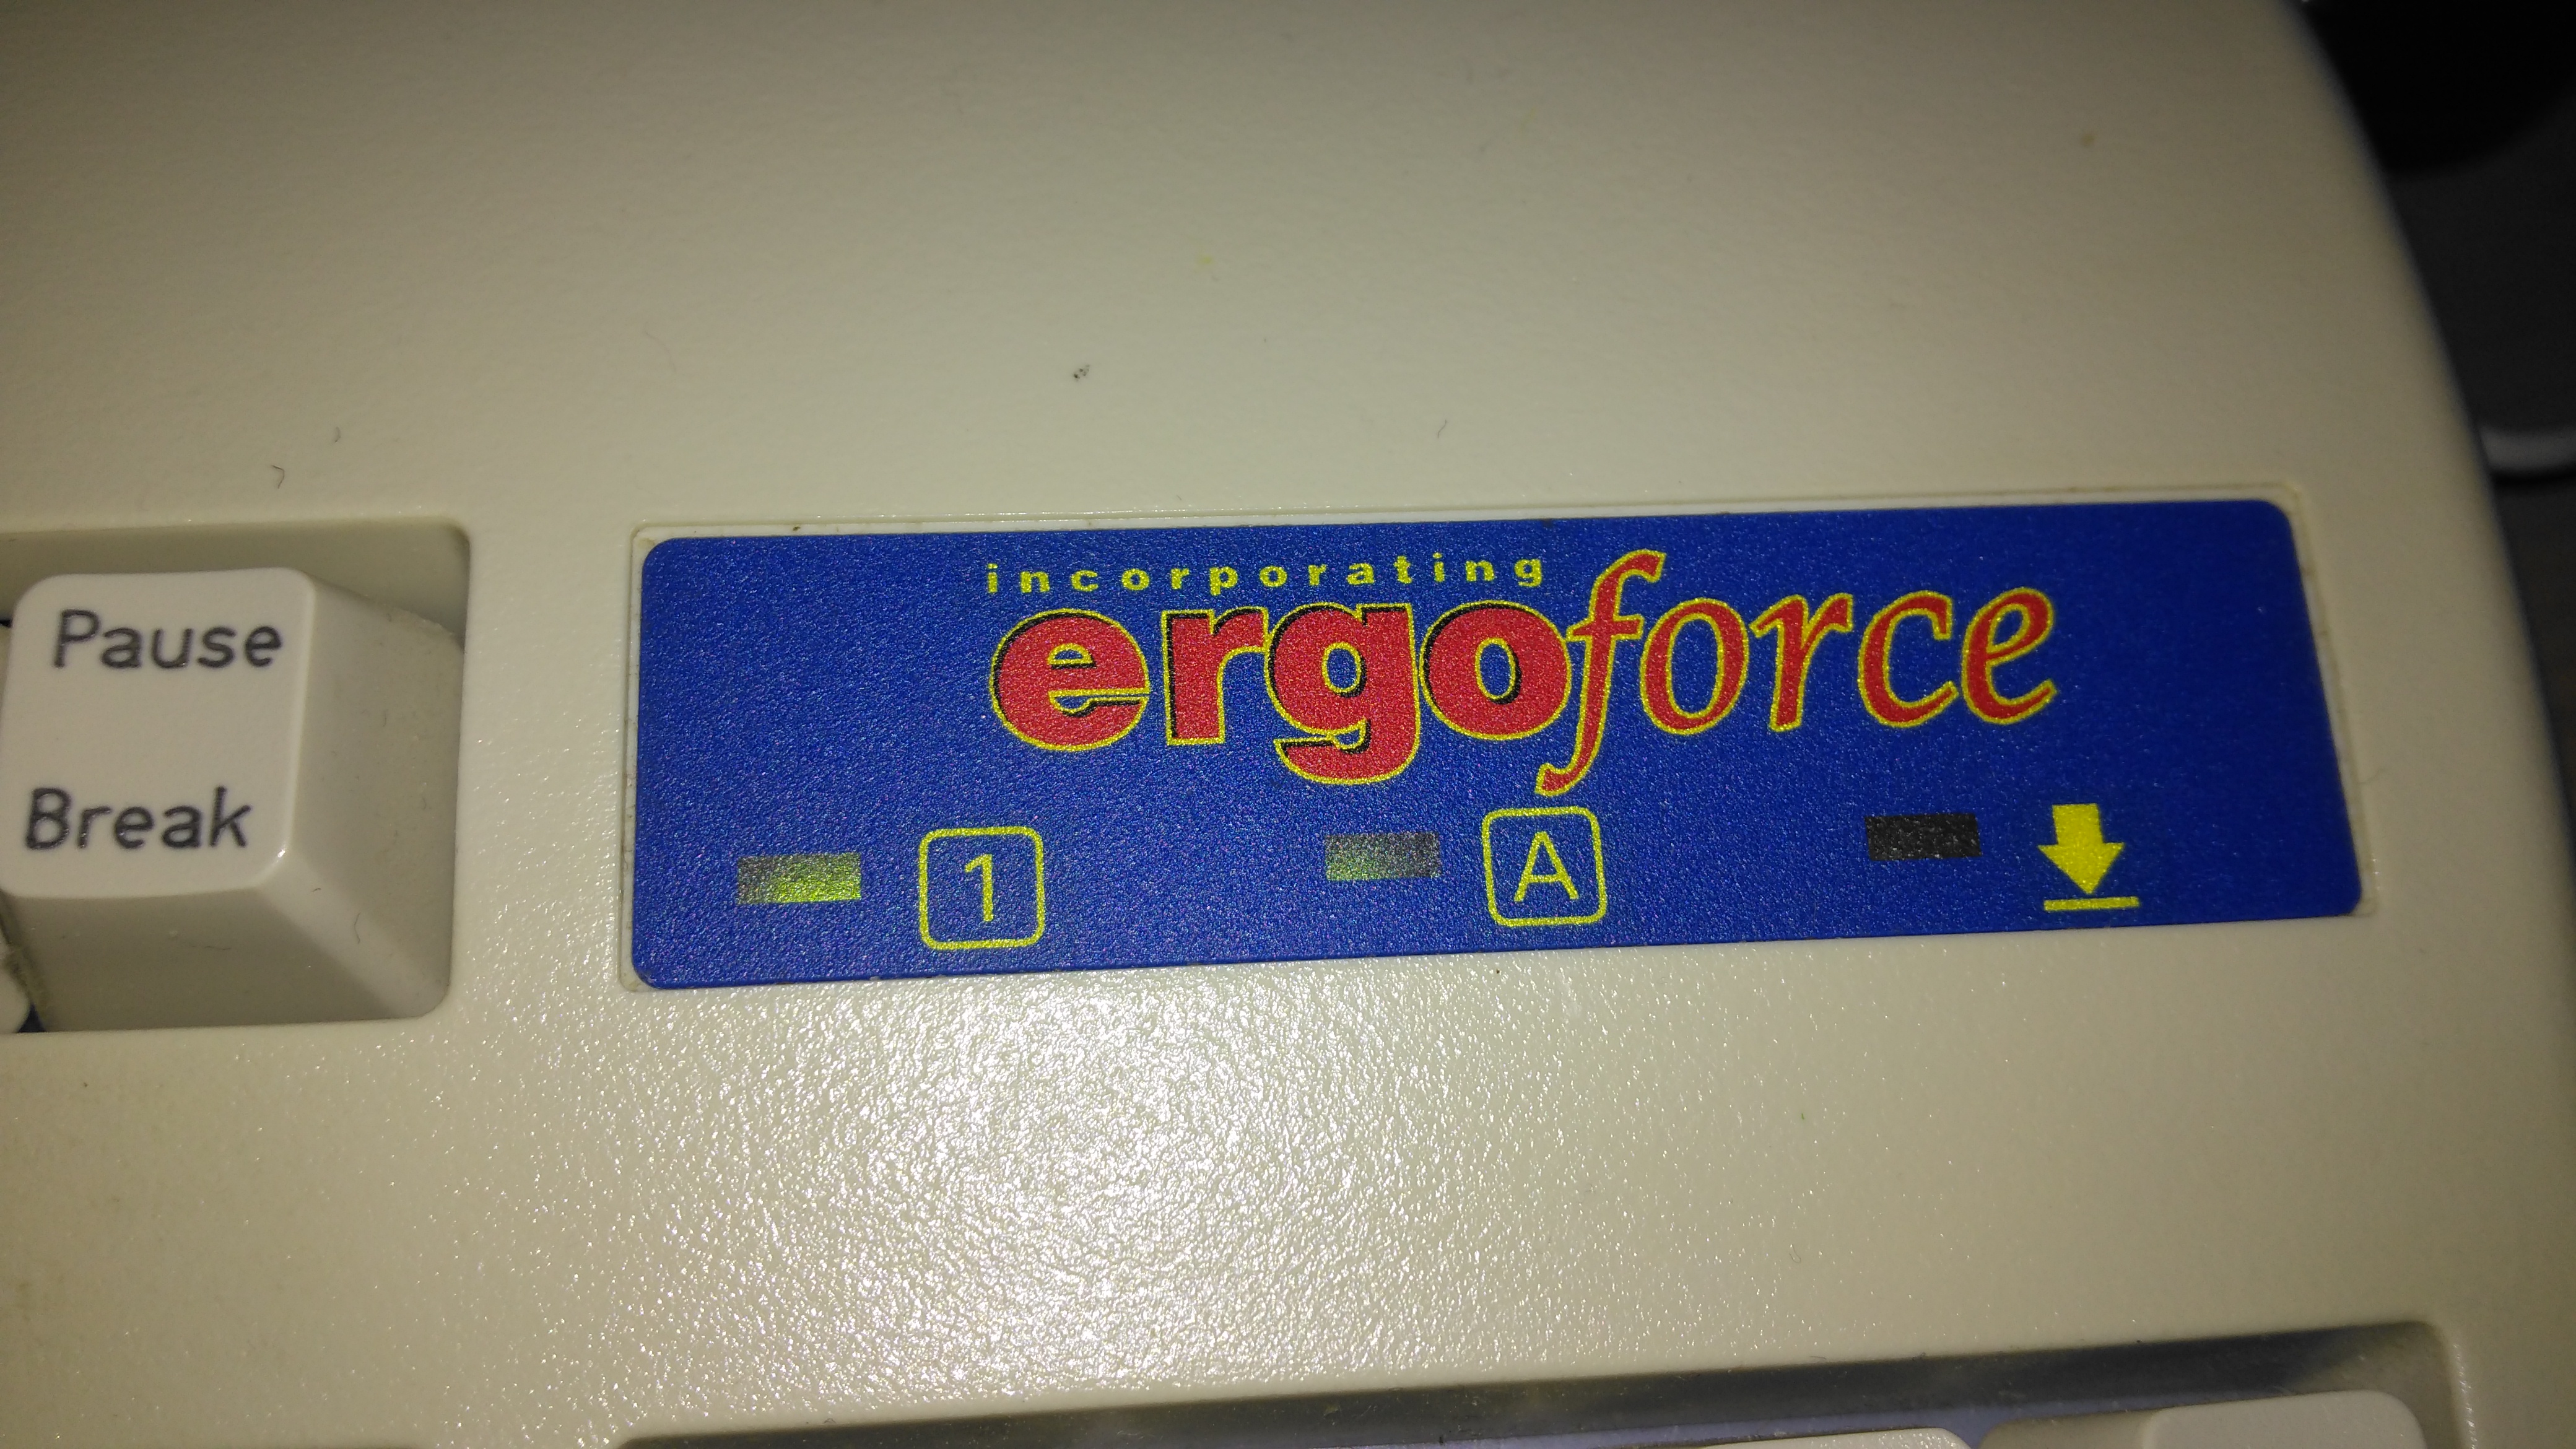 Pause
Break
incorporating
ergoforce
1
A